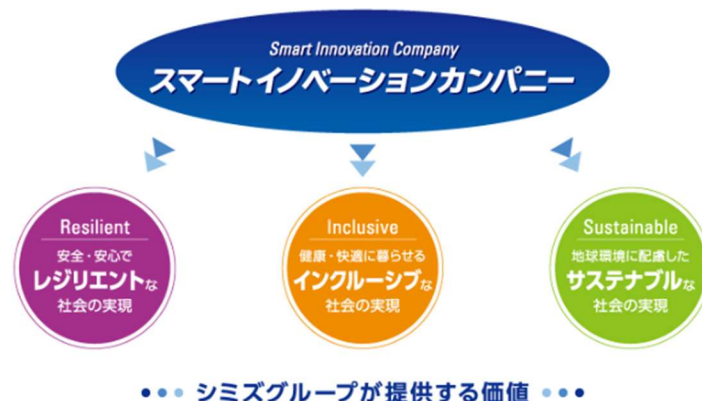 Smart Innovation Company
スマートイノベーションカンパニー
Resilient
安全・安心で
レジリエントな
社会の実現
Inclusive
健康・快適に暮らせる
インクルーシブな
社会の実現
Sustainable
地球環境に配慮した
サステナブルな
社会の実現
シミズグループが提供する価値